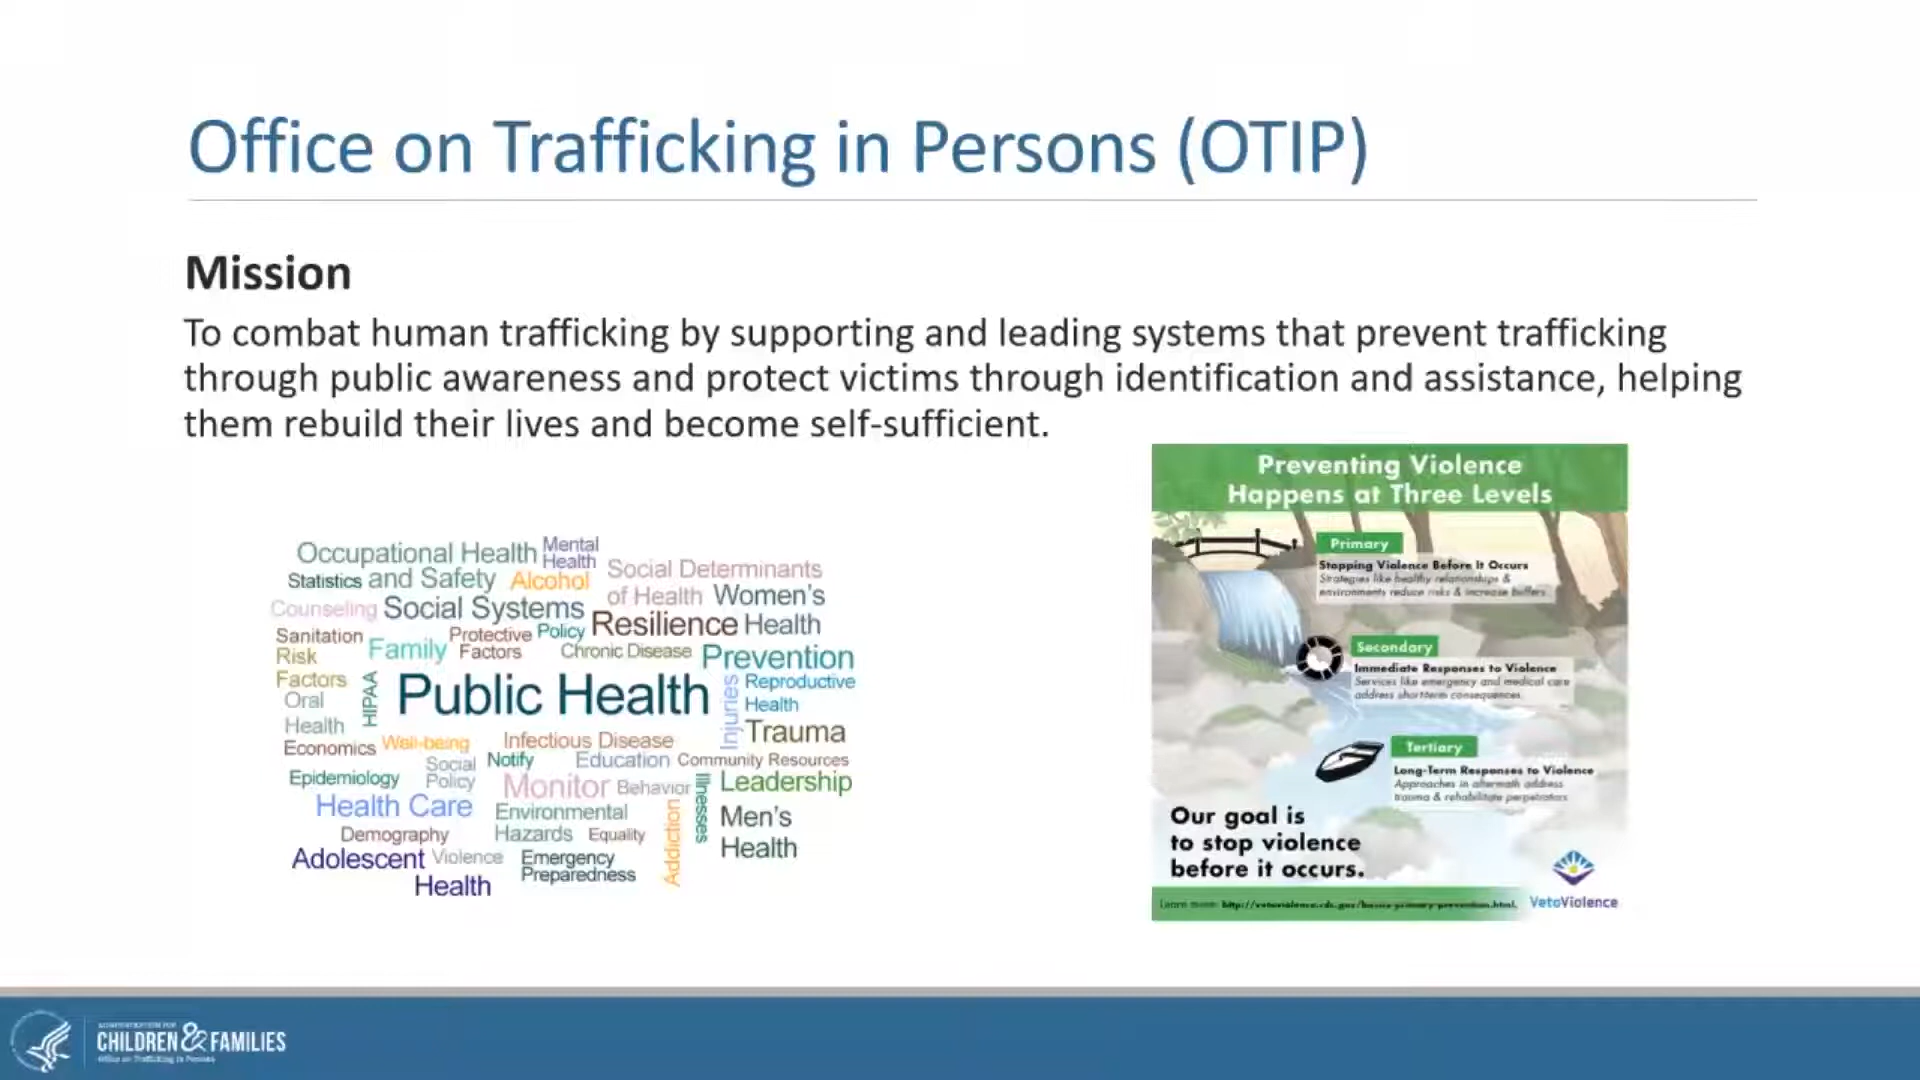 Office on Trafficking in Persons (OTIP)
Mission
To combat human trafficking by supporting and leading systems that prevent trafficking
through public awareness and protect victims through identification and assistance, helping
them rebuild their lives and become self-sufficient.
Occupational Health
and Safety
Mental
Health
Statistics
Alcohol
Social Determinants
of Health
Women's
Health
Counseling
Social Systems
Resilience
Sanitation
Protective
Factors
Policy
Risk
Factors
Family
Chronic Disease
Prevention
Oral
Health
HIPAA
Public Health
Injuries
Reproductive
Health
Trauma
Economics
Well-being
Infectious Disease
Social
Policy
Notify
Education
Community Resources
Epidemiology
Monitor
Behavior
Illnesses
Leadership
Health Care
Environmental
Hazards
Men's
Health
Demography
Equality
Addiction
Adolescent
Health
Violence
Emergency
Preparedness
Preventing Violence
Happens at Three Levels
Primary
Stopping Violence Before It Occurs
Strategies like healthy relationships &
environments reduce risks & increase buffers.
Secondary
Immediate Responses to Violence
Services like emergency and medical care
address short-term consequences.
Tertiary
Long-Term Responses to Violence
Approaches in aftermath address
trauma & rehabilitate perpetrators.
Our goal is
to stop violence
before it occurs.
Learn more: http://vetoviolence.cdc.gov/basics-primary-prevention.html.
VetoViolence
ADMINISTRATION FOR
CHILDREN & FAMILIES
Office on Trafficking in Persons